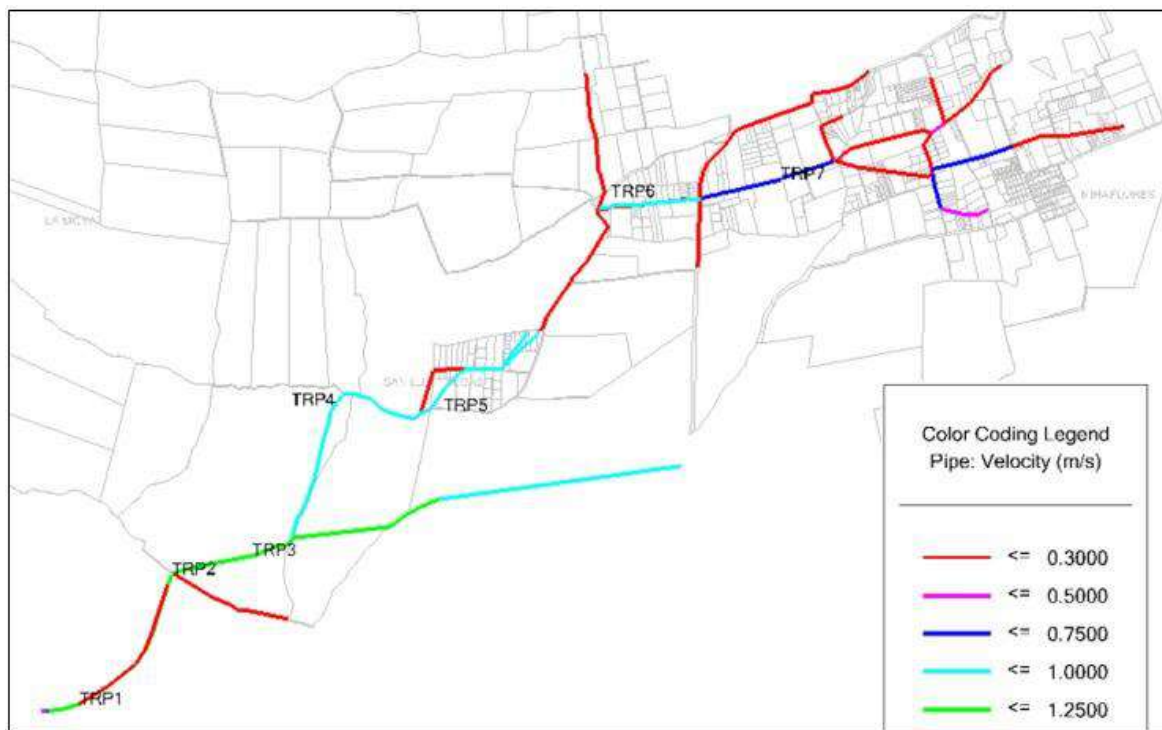 TRP6
TRP7
MIRAFLORES
TRP4
TRP5
TRP3
TRP2
TRP1
Color Coding Legend
Pipe: Velocity (m/s)
<= 0.3000
<= 0.5000
<= 0.7500
<= 1.0000
<= 1.2500